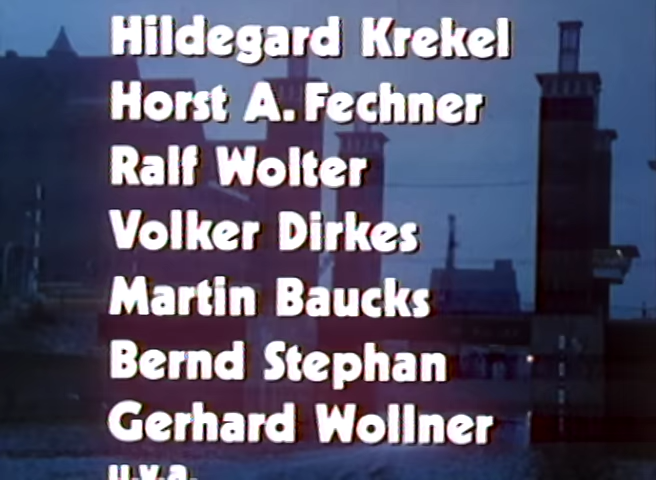 Hildegard Krekel
Horst A. Fechner
Ralf Wolter
Volker Dirkes
Martin Baucks
Bernd Stephan
Gerhard Wollner
u.v.a.